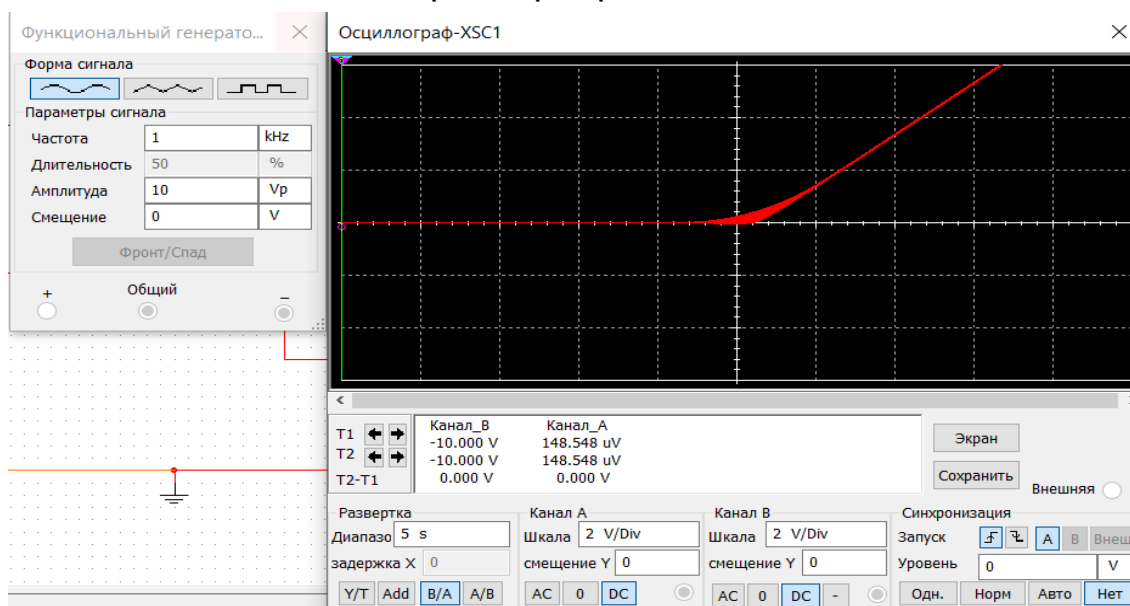 Функциональный генерато...
Форма сигнала
Параметры сигнала
Частота 1 kHz
Длительность 50 %
Амплитуда 10 Vp
Смещение 0 V
Фронт/Спад
+ Общий −
Осциллограф-XSC1
Канал_B Канал_A
T1 -10.000 V 148.548 uV
T2 -10.000 V 148.548 uV
T2-T1 0.000 V 0.000 V
Экран
Сохранить
Внешняя
Развертка
Диапазо 5 s
задержка X 0
Y/T Add B/A A/B
Канал A
Шкала 2 V/Div
смещение Y 0
AC 0 DC
Канал B
Шкала 2 V/Div
смещение Y 0
AC 0 DC -
Синхронизация
Запуск A B Внеш
Уровень 0 V
Одн. Норм Авто Нет